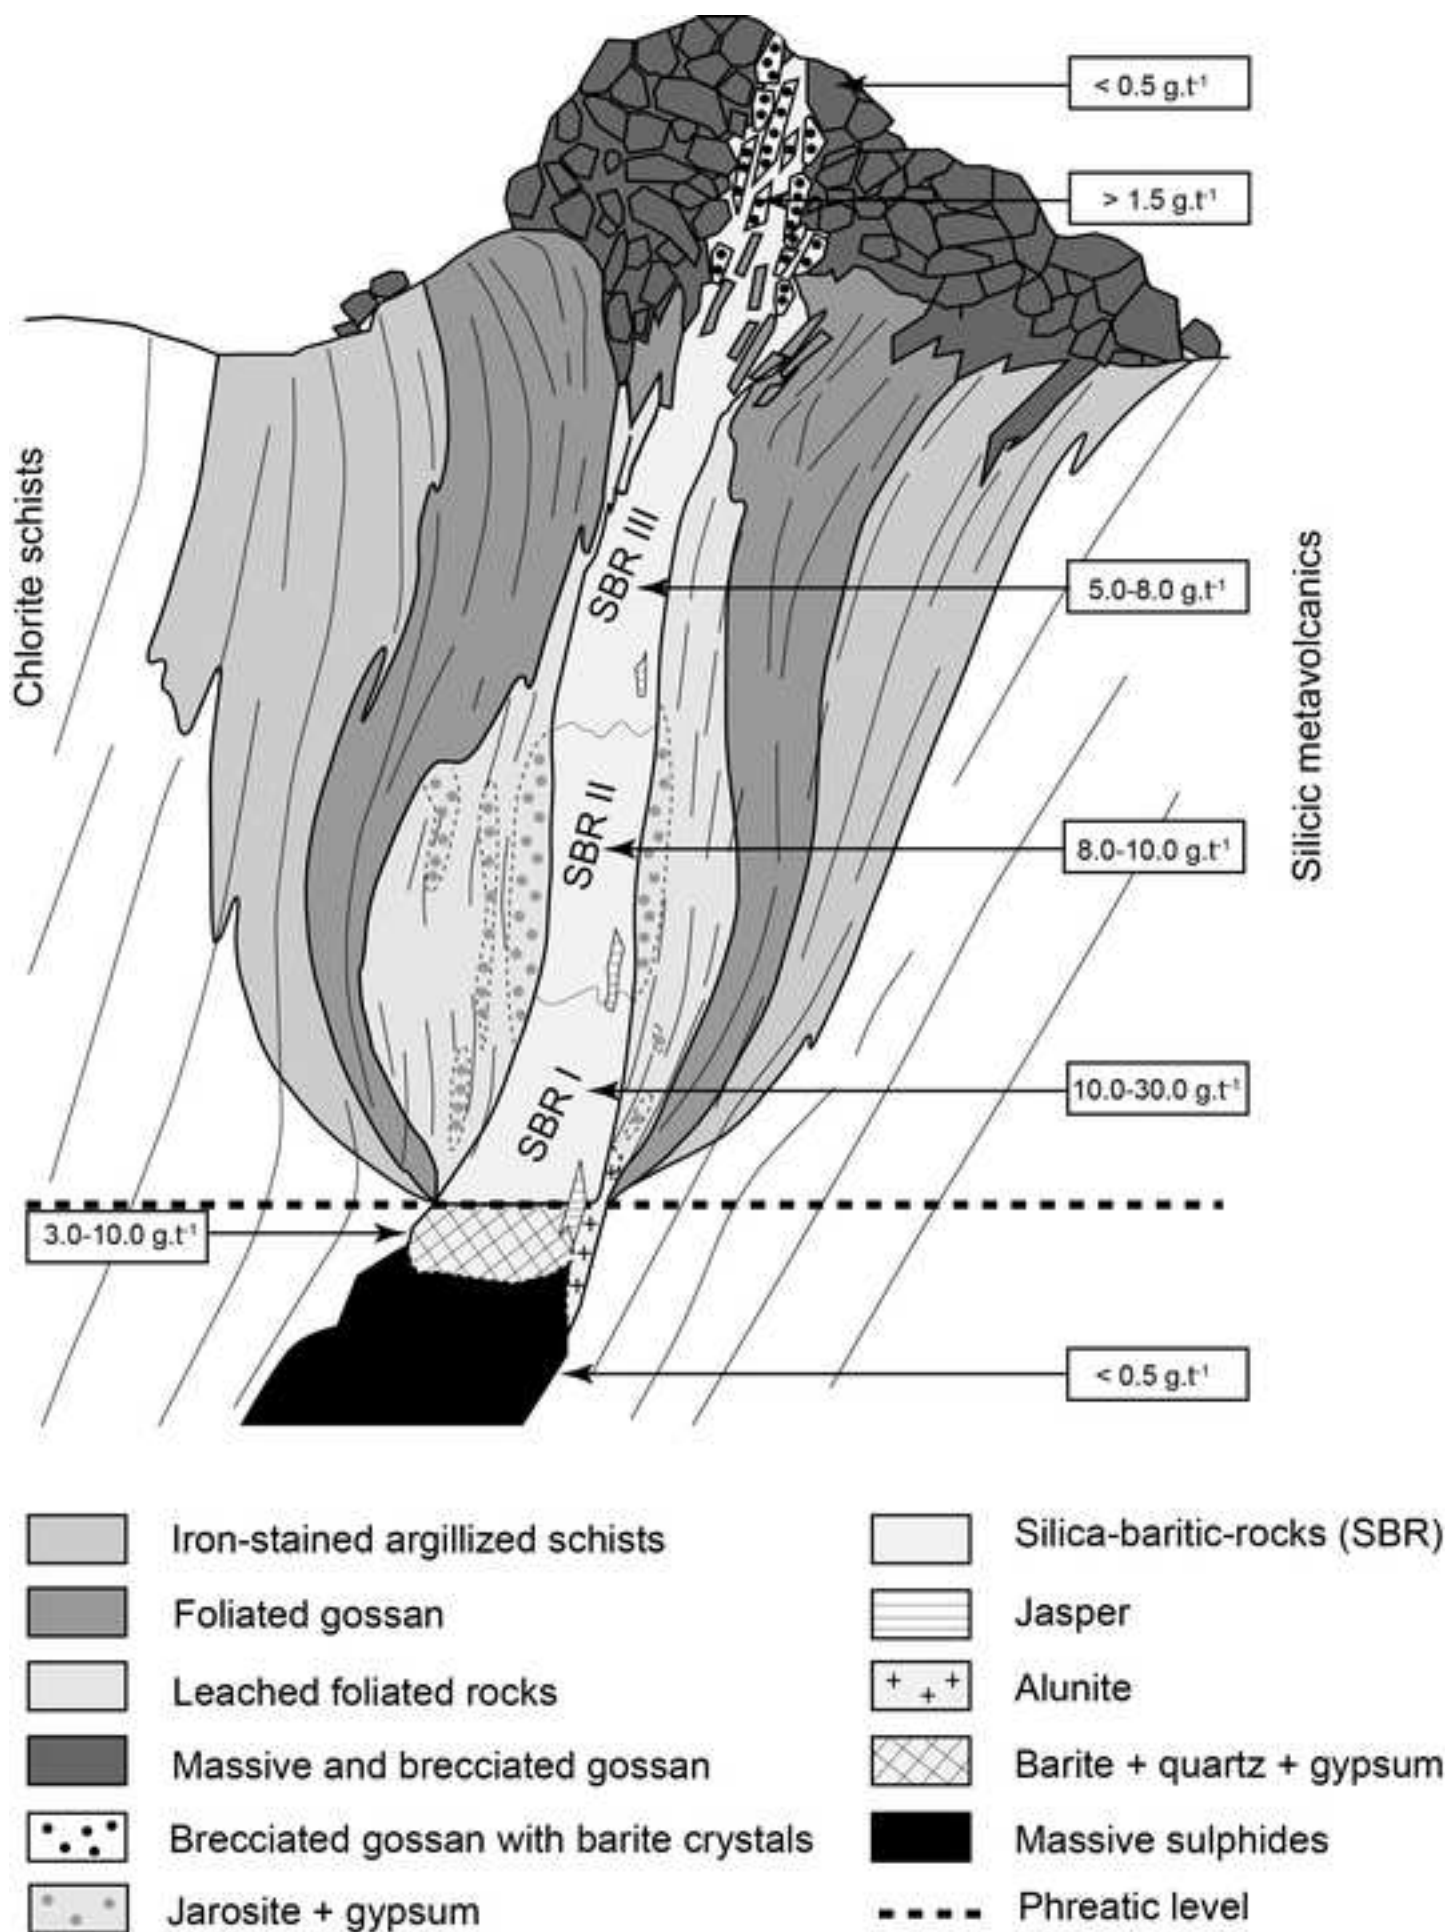 < 0.5 g.t⁻¹
> 1.5 g.t⁻¹
Chlorite schists
Silicic metavolcanics
SBR III
5.0-8.0 g.t⁻¹
SBR II
8.0-10.0 g.t⁻¹
SBR I
10.0-30.0 g.t⁻¹
3.0-10.0 g.t⁻¹
< 0.5 g.t⁻¹
Iron-stained argillized schists
Foliated gossan
Leached foliated rocks
Massive and brecciated gossan
Brecciated gossan with barite crystals
Jarosite + gypsum
Silica-baritic-rocks (SBR)
Jasper
Alunite
Barite + quartz + gypsum
Massive sulphides
Phreatic level